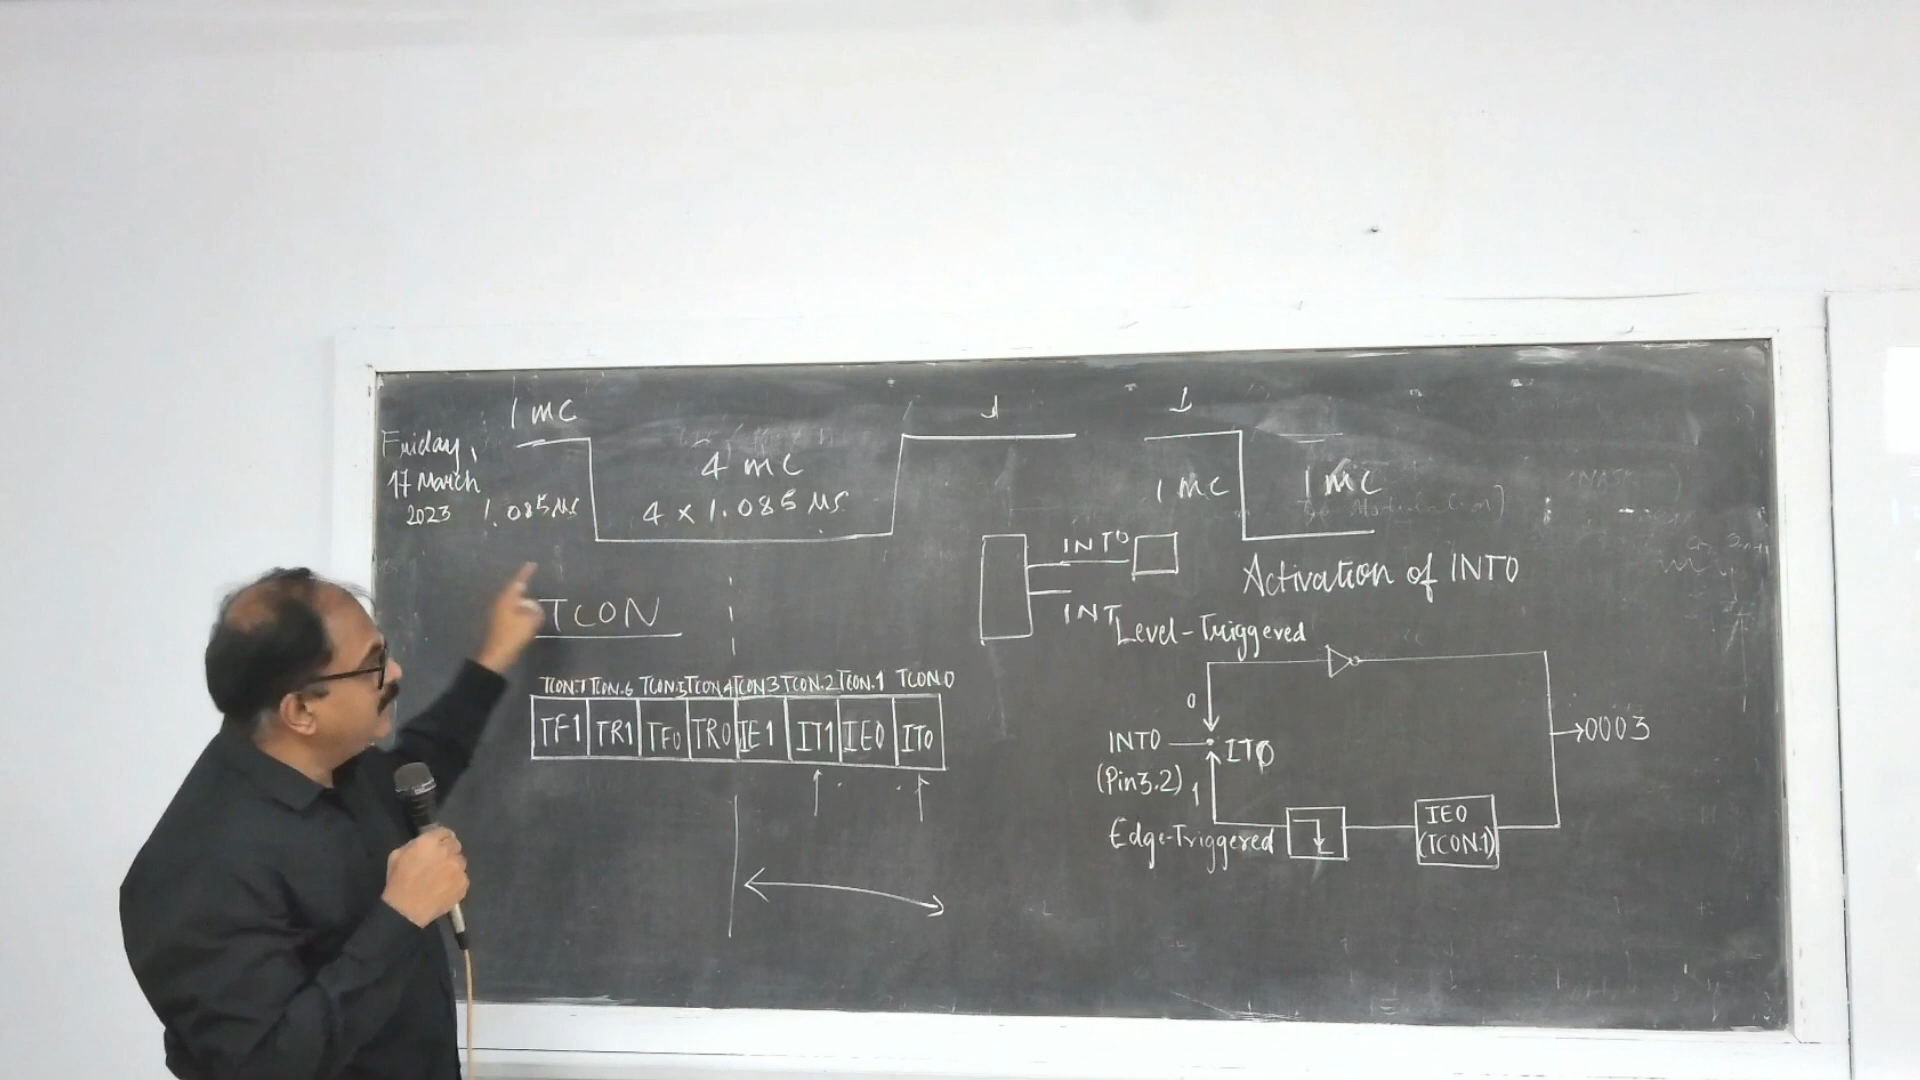 1 mc
Friday,
17 March
2023
1.085 μs
4 mc
4 x 1.085 μs
1 mc
1 mc
INT0
INT
Activation of INT0
TCON
TCON.7 TCON.6 TCON.5 TCON.4 TCON.3 TCON.2 TCON.1 TCON.0
TF1 TR1 TF0 TR0 IE1 IT1 IE0 IT0
Level-Triggered
0
INT0
(Pin3.2)
IT0
1
Edge-Triggered
IE0
(TCON.1)
0003